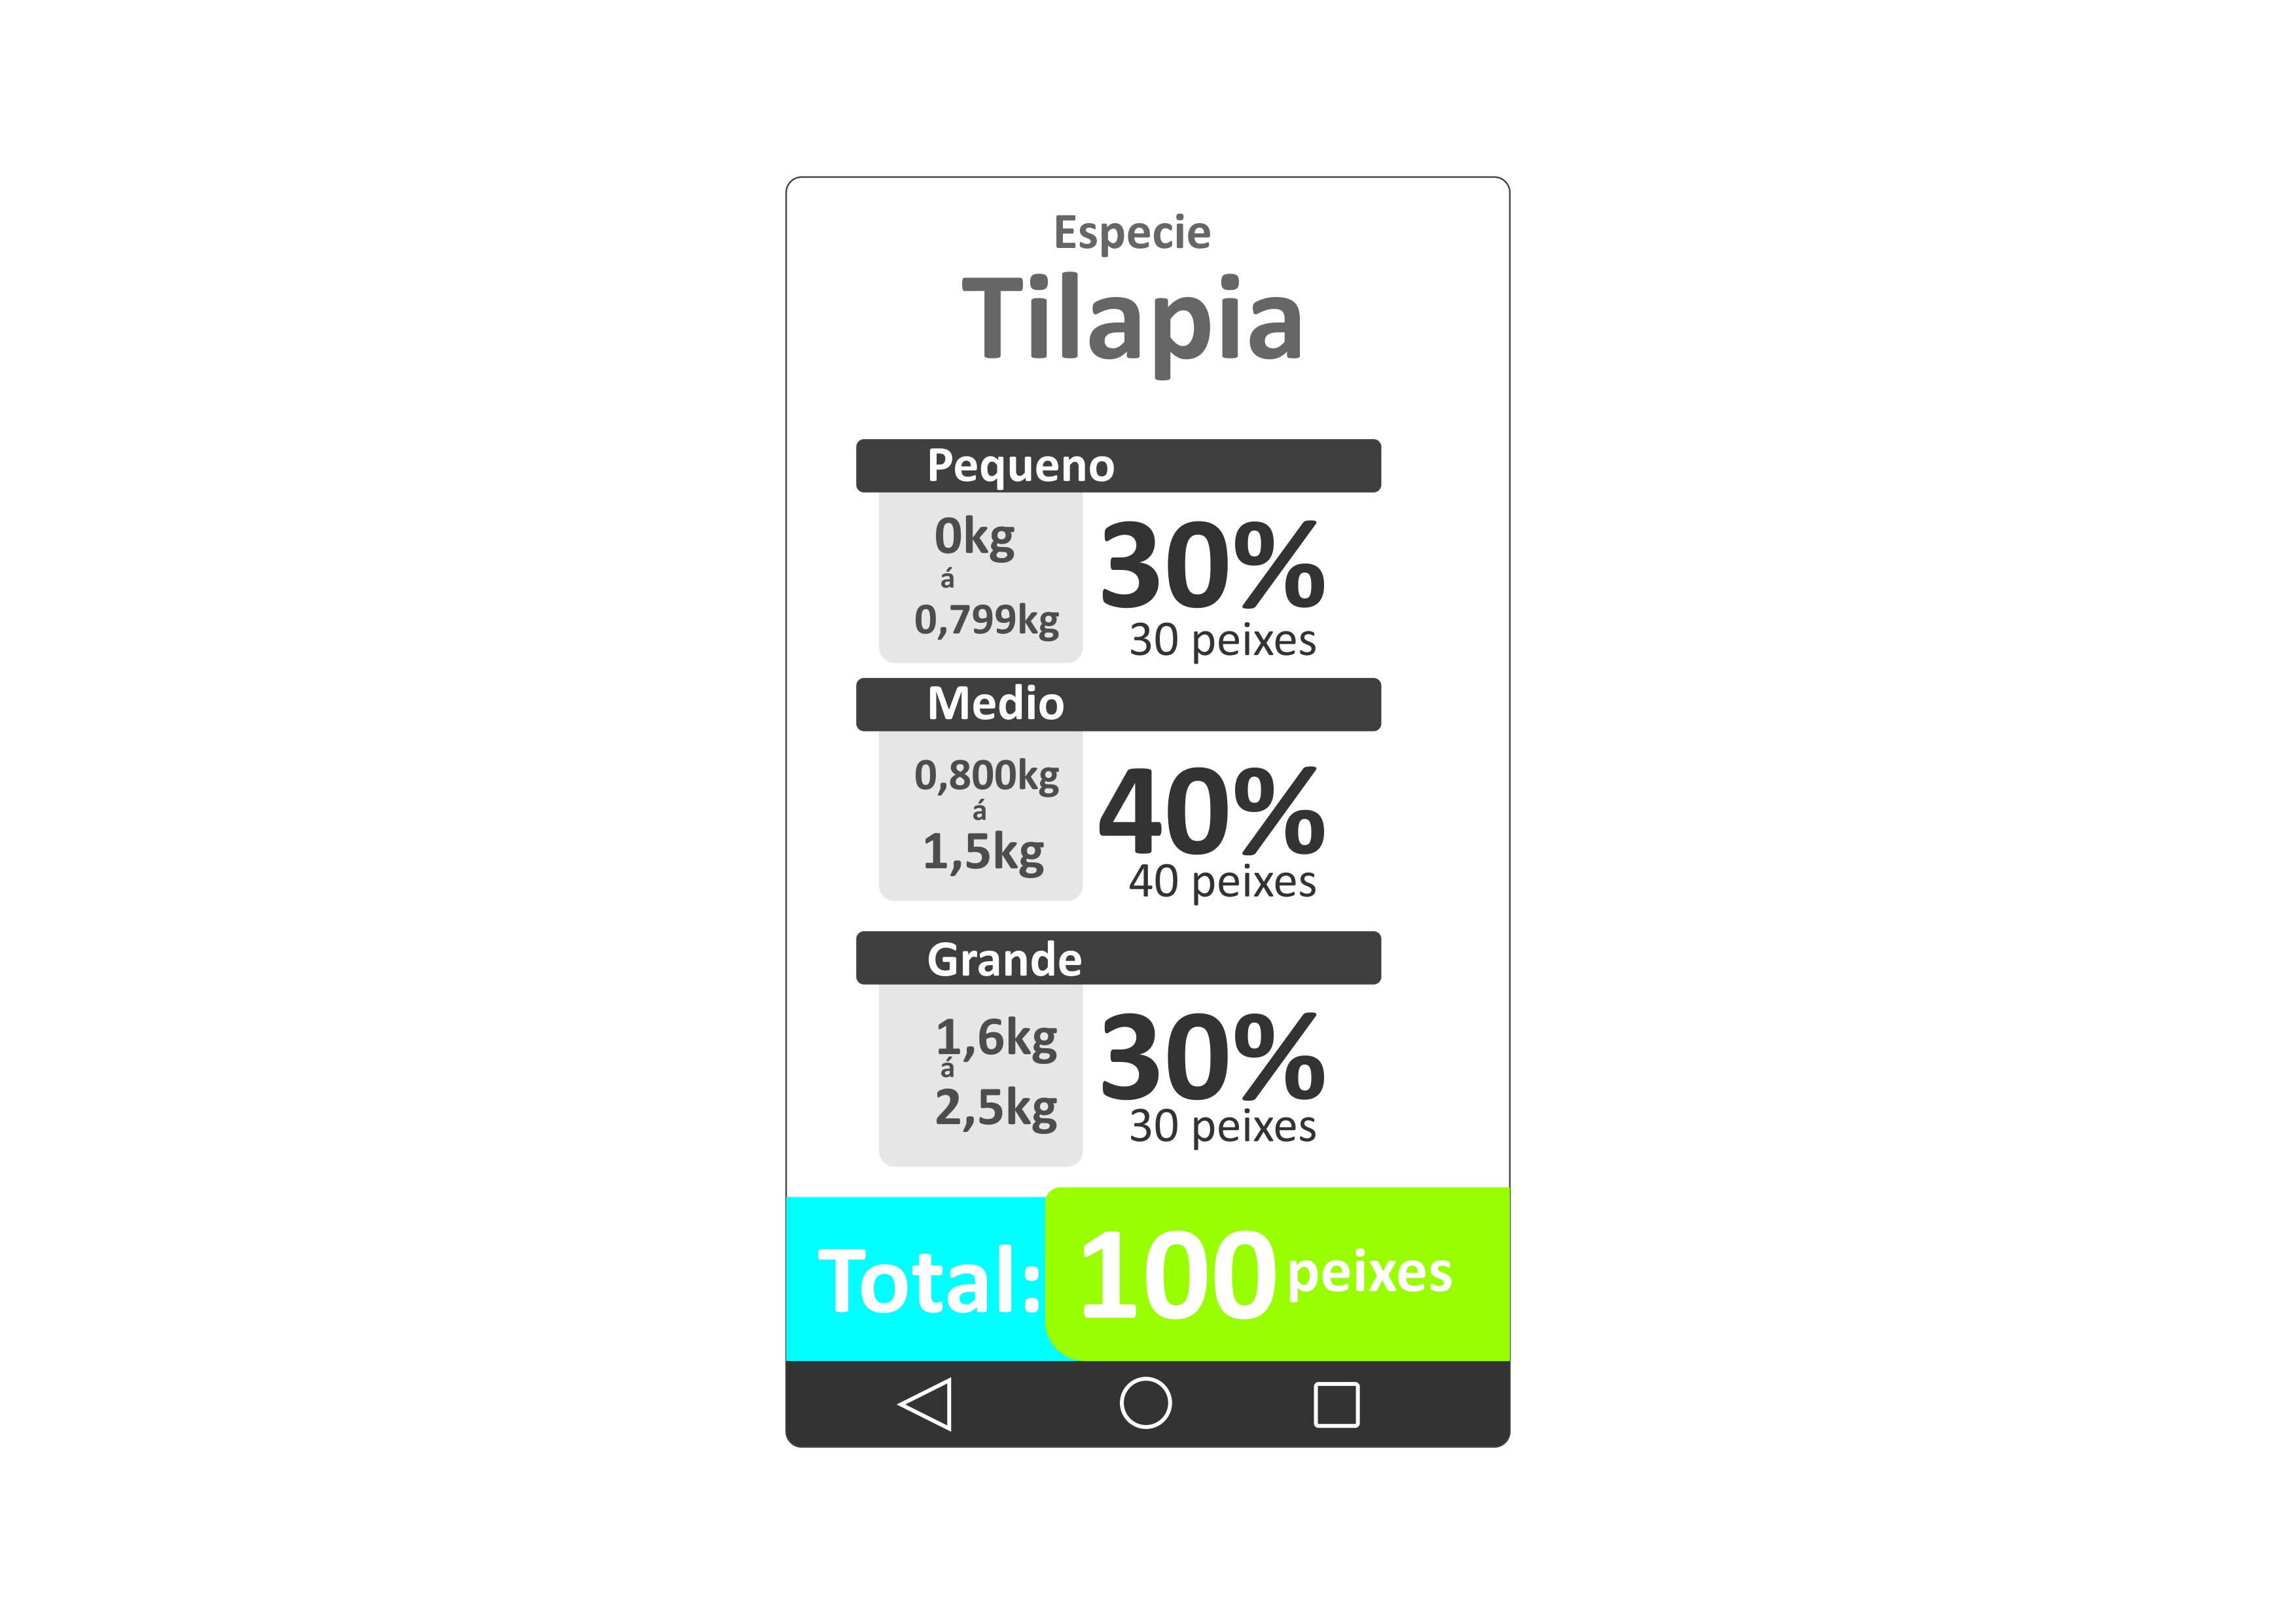 Especie
Tilapia
Pequeno
0kg
á
0,799kg
30%
30 peixes
Medio
0,800kg
á
1,5kg
40%
40 peixes
Grande
1,6kg
á
2,5kg
30%
30 peixes
Total: 100 peixes